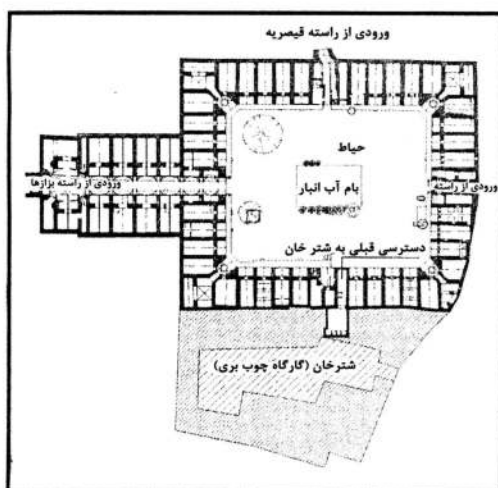 ورودی از راسته قیصریه
حیاط
بام آب انبار
ورودی از راسته بزازها
ورودی از راسته
دسترسی قبلی به شتر خان
شترخان (گارگاه چوب بری)